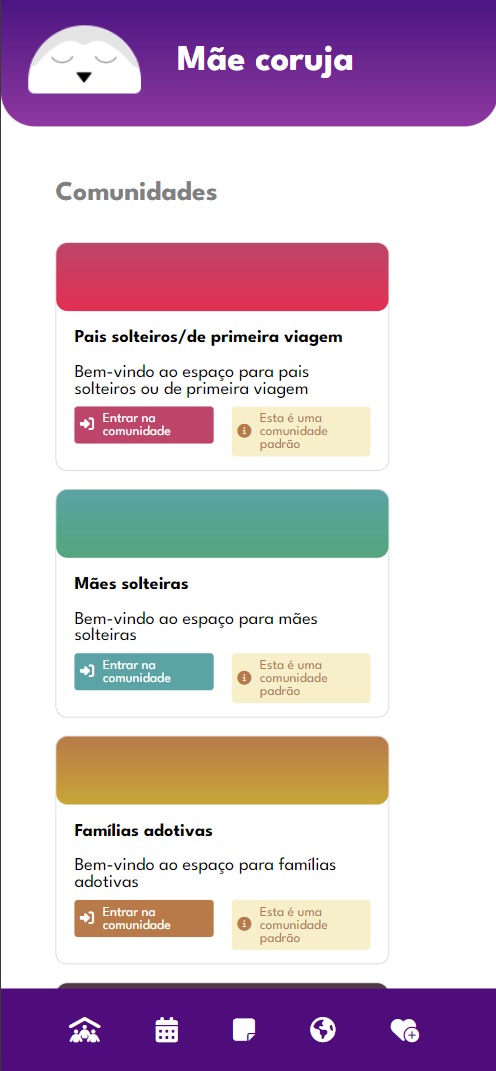 Mãe coruja
Comunidades
Pais solteiros/de primeira viagem
Bem-vindo ao espaço para pais
solteiros ou de primeira viagem
Entrar na
comunidade
Esta é uma
comunidade
padrão
Mães solteiras
Bem-vindo ao espaço para mães
solteiras
Entrar na
comunidade
Esta é uma
comunidade
padrão
Famílias adotivas
Bem-vindo ao espaço para famílias
adotivas
Entrar na
comunidade
Esta é uma
comunidade
padrão